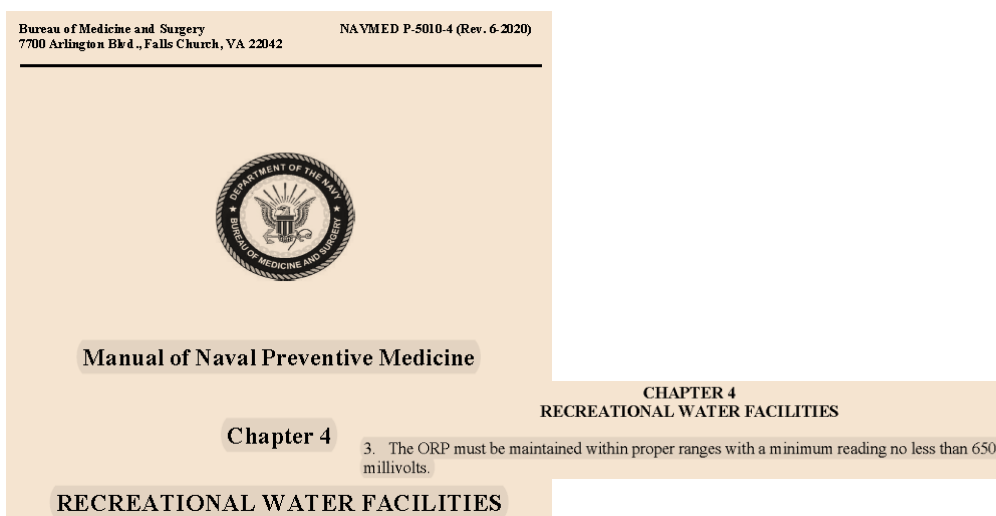 Bureau of Medicine and Surgery
7700 Arlington Blvd., Falls Church, VA 22042
NAVMED P-5010-4 (Rev. 6-2020)
DEPARTMENT OF THE NAVY
BUREAU OF MEDICINE AND SURGERY
Manual of Naval Preventive Medicine
Chapter 4
RECREATIONAL WATER FACILITIES
CHAPTER 4
RECREATIONAL WATER FACILITIES
3. The ORP must be maintained within proper ranges with a minimum reading no less than 650
millivolts.